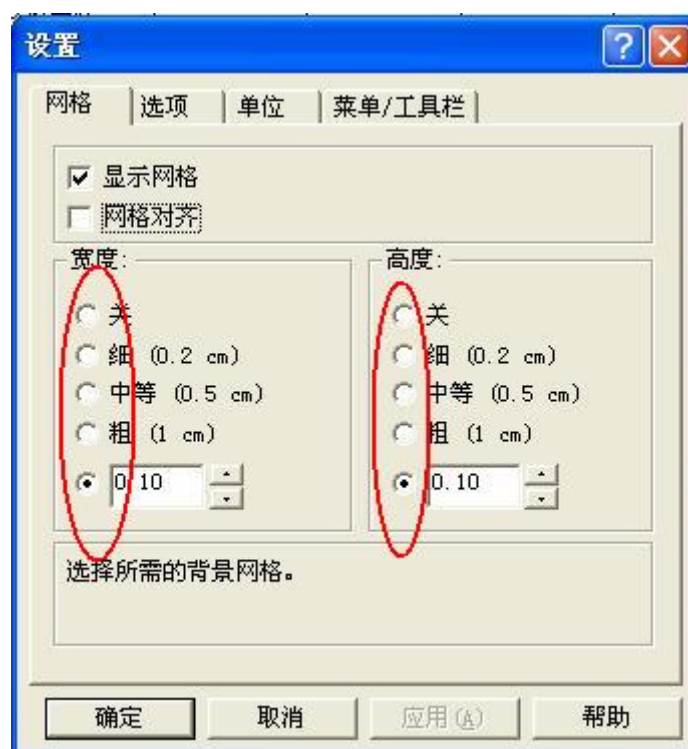 设置
网格 选项 单位 菜单/工具栏
显示网格
网格对齐
宽度: 高度:
关 关
细 (0.2 cm) 细 (0.2 cm)
中等 (0.5 cm) 中等 (0.5 cm)
粗 (1 cm) 粗 (1 cm)
0.10 0.10
选择所需的背景网格。
确定 取消 应用(A) 帮助